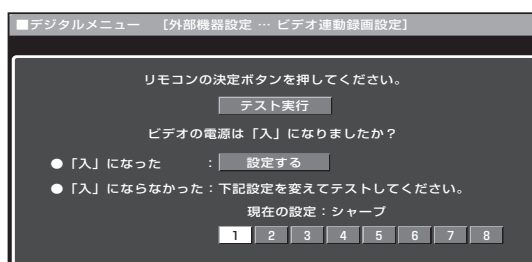 ■デジタルメニュー　［外部機器設定 … ビデオ連動録画設定］
リモコンの決定ボタンを押してください。
テスト実行
ビデオの電源は「入」になりましたか？
●「入」になった　：　設定する
●「入」にならなかった：下記設定を変えてテストしてください。
現在の設定：シャープ
1 2 3 4 5 6 7 8